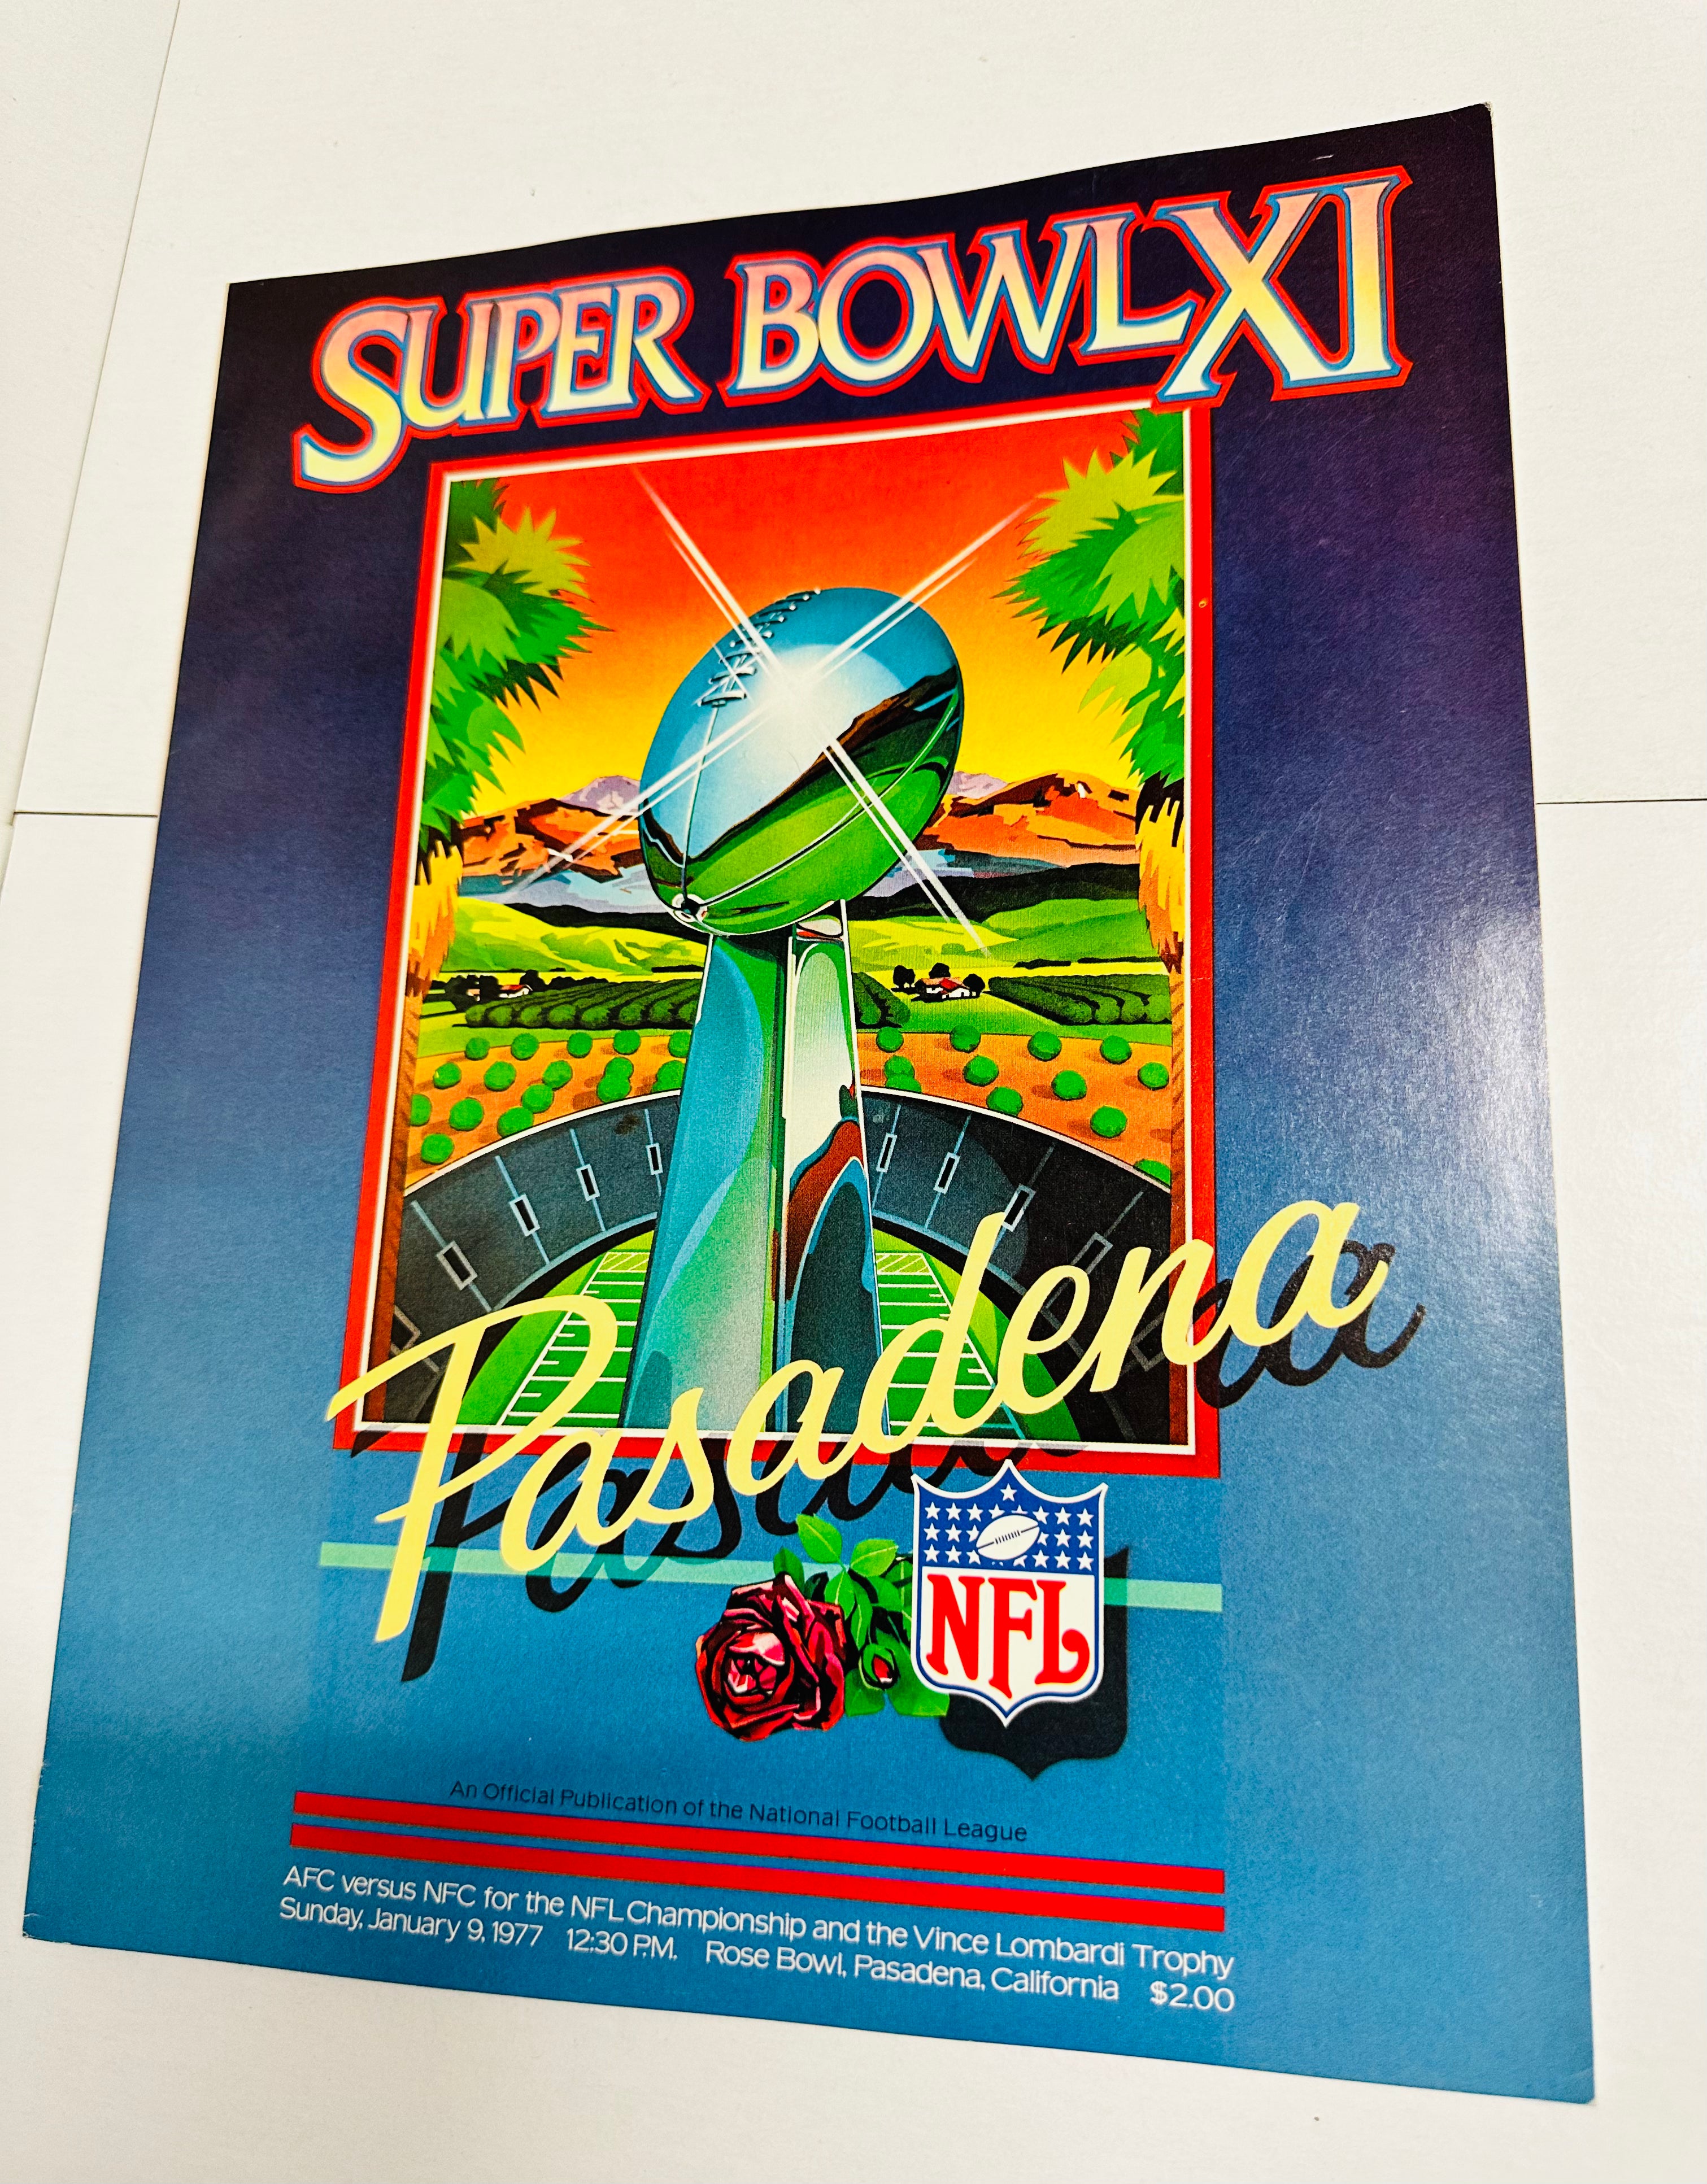 SUPER BOWL XI
Pasadena
NFL
An Official Publication of the National Football League
AFC versus NFC for the NFL Championship and the Vince Lombardi Trophy
Sunday, January 9, 1977 12:30 P.M. Rose Bowl, Pasadena, California $2.00